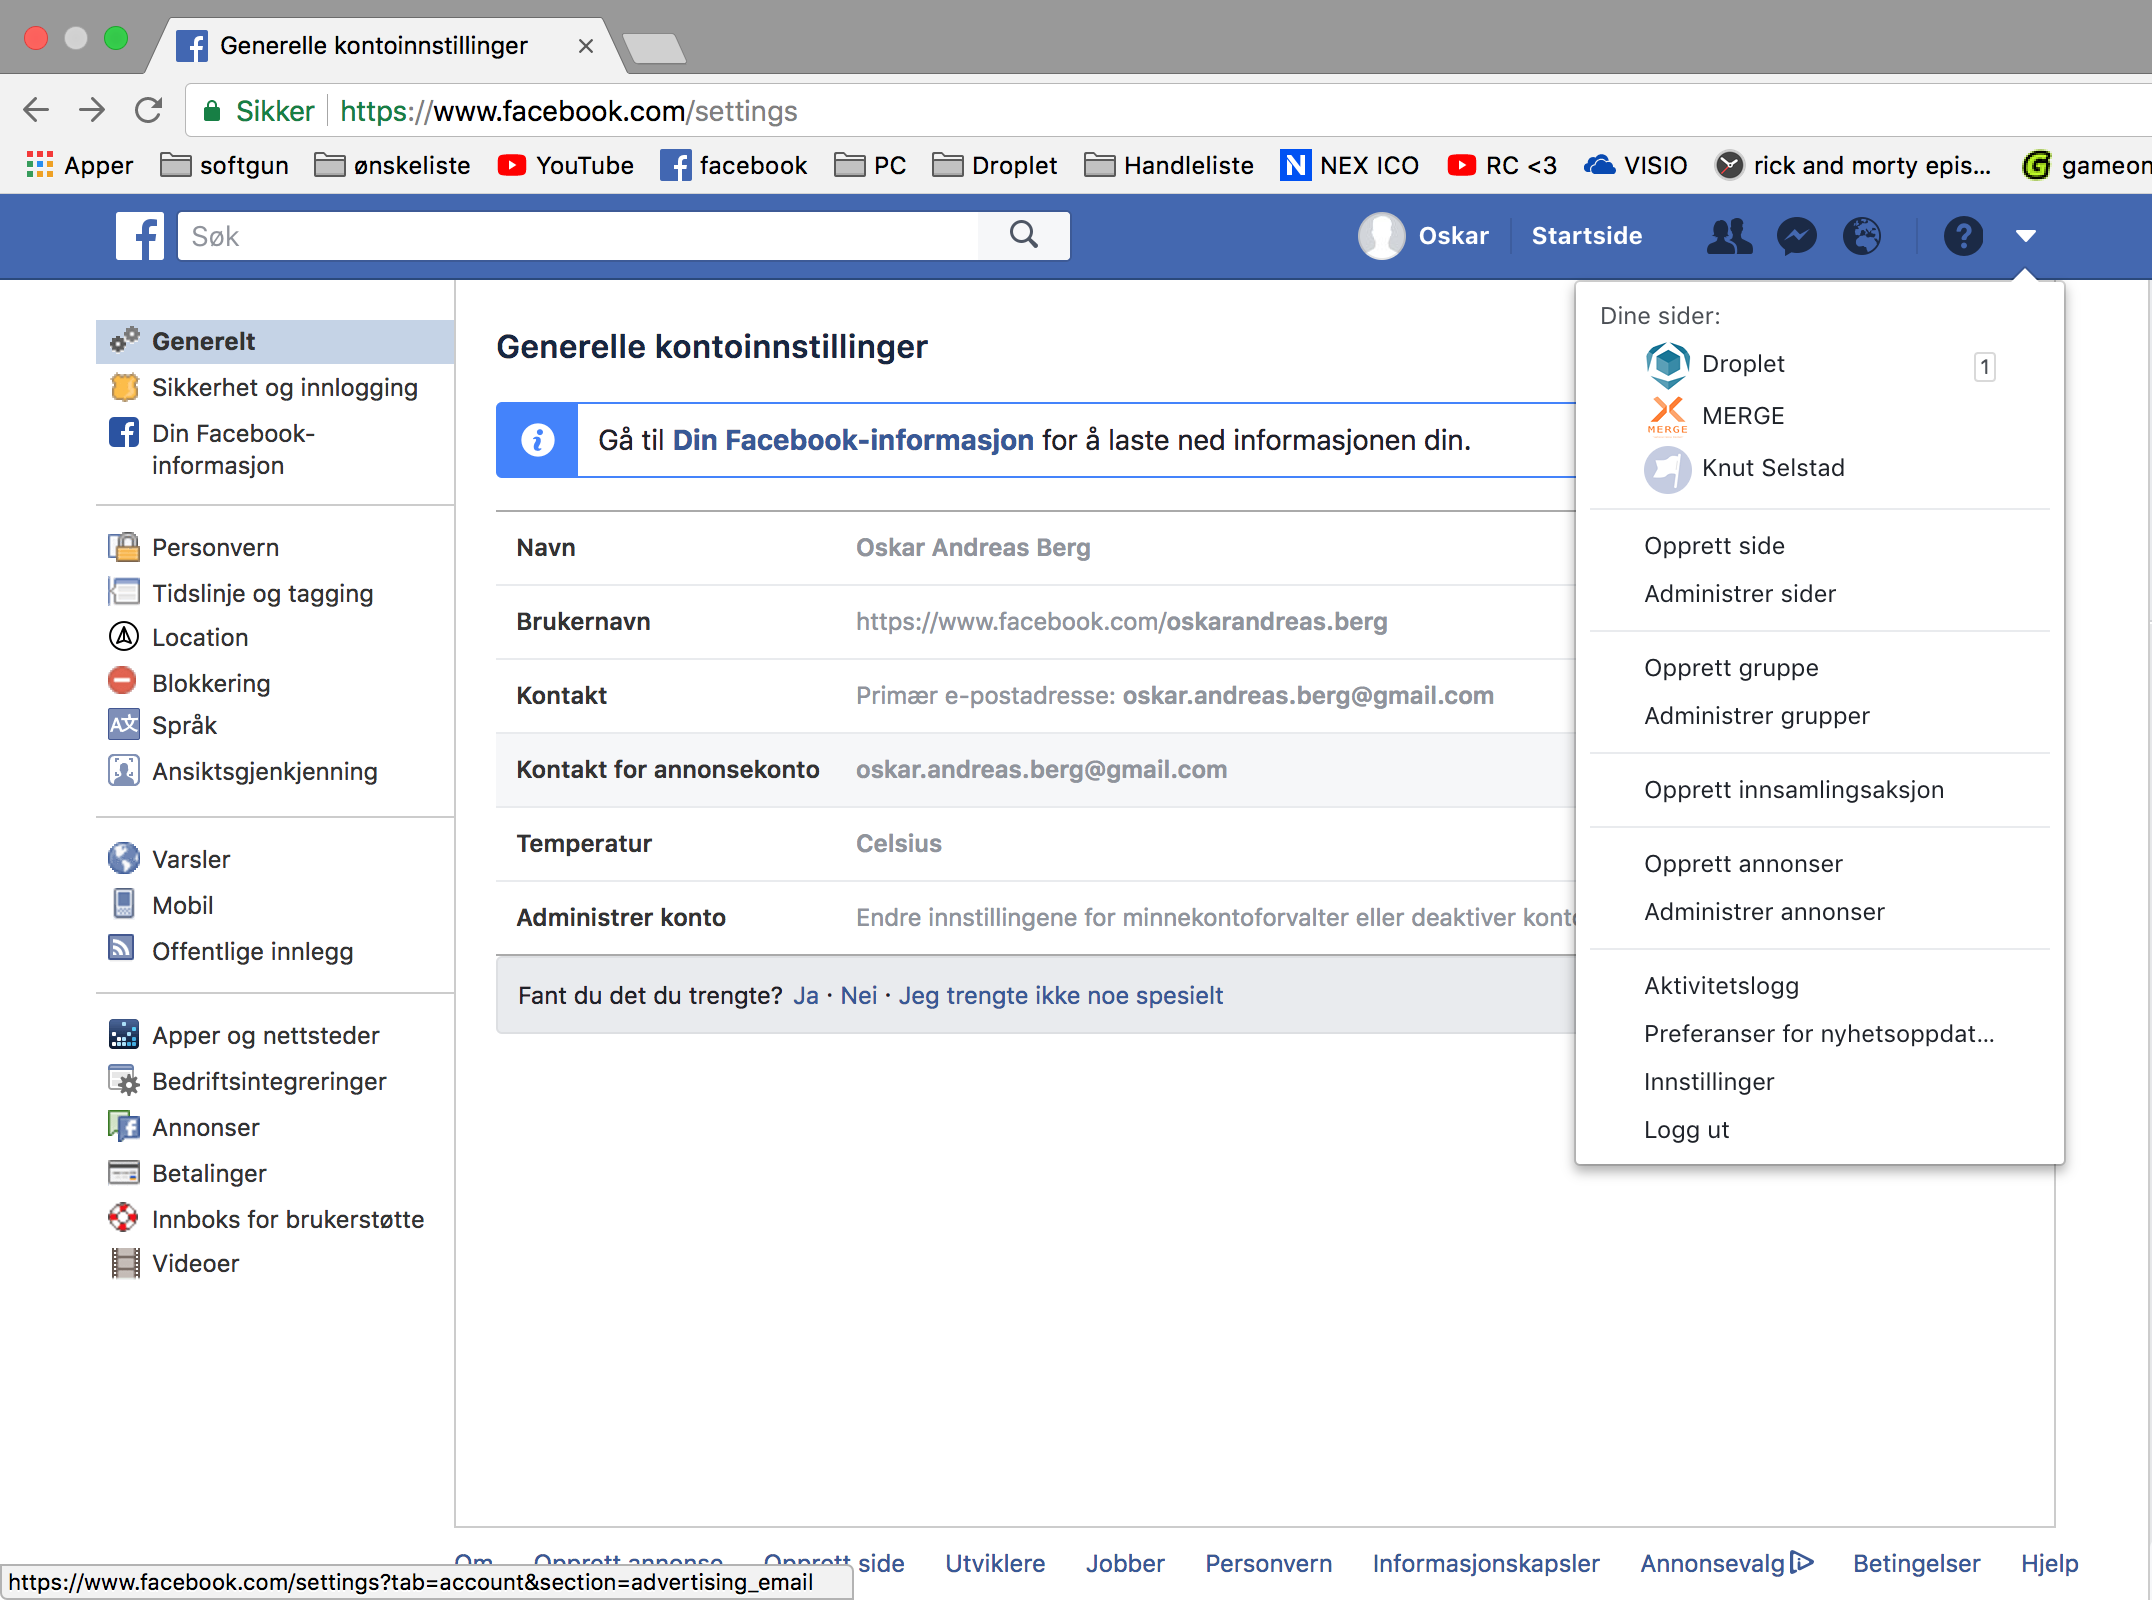 Generelle kontoinnstillinger
Sikker https://www.facebook.com/settings
Apper softgun ønskeliste YouTube facebook PC Droplet Handleliste NEX ICO RC <3 VISIO rick and morty epis... gameon
Søk Oskar Startside
Generelt
Sikkerhet og innlogging
Din Facebook-
informasjon
Personvern
Tidslinje og tagging
Location
Blokkering
Språk
Ansiktsgjenkjenning
Varsler
Mobil
Offentlige innlegg
Apper og nettsteder
Bedriftsintegreringer
Annonser
Betalinger
Innboks for brukerstøtte
Videoer
Generelle kontoinnstillinger
Gå til Din Facebook-informasjon for å laste ned informasjonen din.
Navn Oskar Andreas Berg
Brukernavn https://www.facebook.com/oskarandreas.berg
Kontakt Primær e-postadresse: oskar.andreas.berg@gmail.com
Kontakt for annonsekonto oskar.andreas.berg@gmail.com
Temperatur Celsius
Administrer konto Endre innstillingene for minnekontoforvalter eller deaktiver konto
Fant du det du trengte? Ja · Nei · Jeg trengte ikke noe spesielt
Dine sider:
Droplet 1
MERGE MERGE
Knut Selstad
Opprett side
Administrer sider
Opprett gruppe
Administrer grupper
Opprett innsamlingsaksjon
Opprett annonser
Administrer annonser
Aktivitetslogg
Preferanser for nyhetsoppdat...
Innstillinger
Logg ut
Om Opprett annonse Opprett side Utviklere Jobber Personvern Informasjonskapsler Annonsevalg Betingelser Hjelp
https://www.facebook.com/settings?tab=account&section=advertising_email